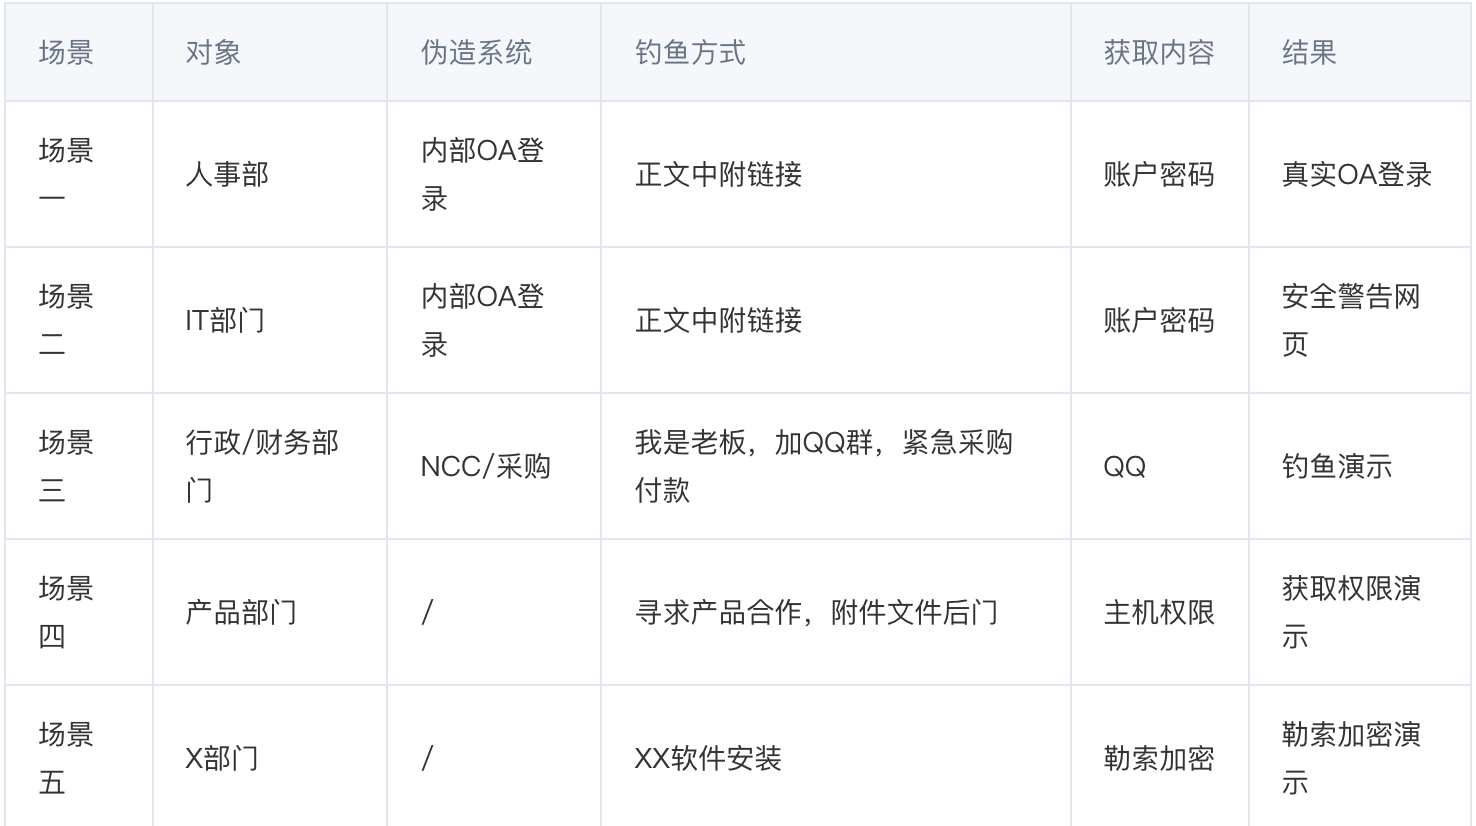 场景 对象 伪造系统 钓鱼方式 获取内容 结果
场景
一
人事部
内部OA登
录
正文中附链接
账户密码
真实OA登录
场景
二
IT部门
内部OA登
录
正文中附链接
账户密码
安全警告网
页
场景
三
行政/财务部
门
NCC/采购
我是老板，加QQ群，紧急采购
付款
QQ
钓鱼演示
场景
四
产品部门
/
寻求产品合作，附件文件后门
主机权限
获取权限演
示
场景
五
X部门
/
XX软件安装
勒索加密
勒索加密演
示